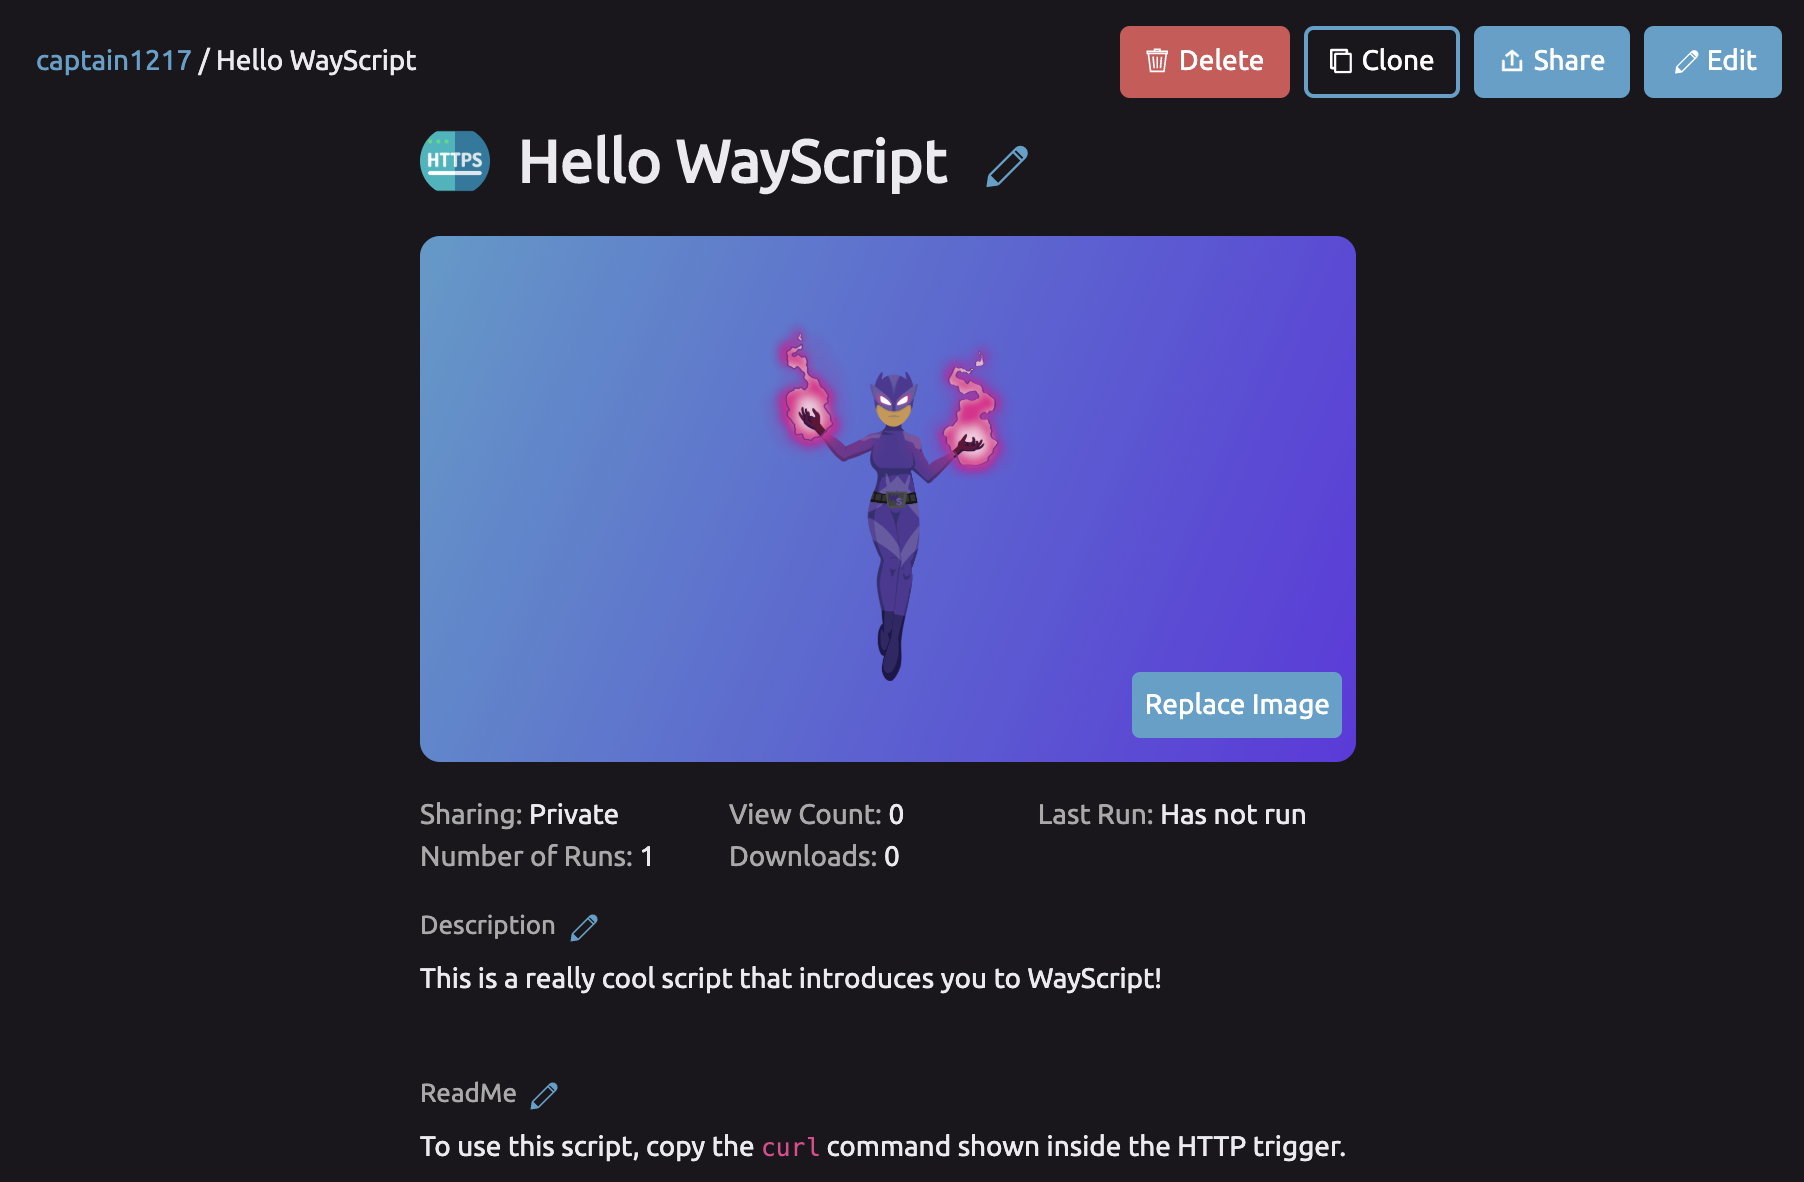 captain1217 / Hello WayScript
Delete
Clone
Share
Edit
HTTPS
Hello WayScript
Replace Image
Sharing: Private
View Count: 0
Last Run: Has not run
Number of Runs: 1
Downloads: 0
Description
This is a really cool script that introduces you to WayScript!
ReadMe
To use this script, copy the curl command shown inside the HTTP trigger.